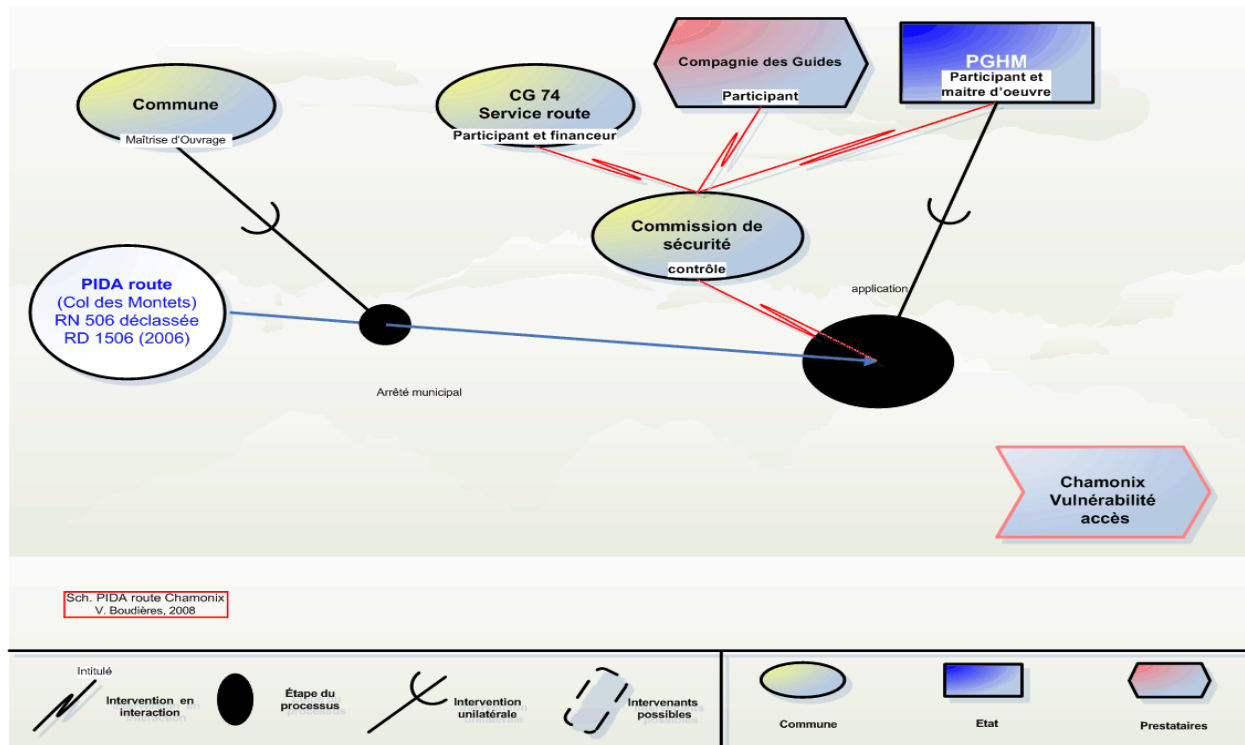 Commune
Maîtrise d'Ouvrage
CG 74
Service route
Participant et financeur
Compagnie des Guides
Participant
PGHM
Participant et
maitre d'oeuvre
Commission de
sécurité
contrôle
PIDA route
(Col des Montets)
RN 506 déclassée
RD 1506 (2006)
application
Arrêté municipal
Chamonix
Vulnérabilité
accès
Sch. PIDA route Chamonix
V. Boudières, 2008
Intitulé
Intervention en
interaction
Étape du
processus
Intervention
unilatérale
Intervenants
possibles
Commune
Etat
Prestataires